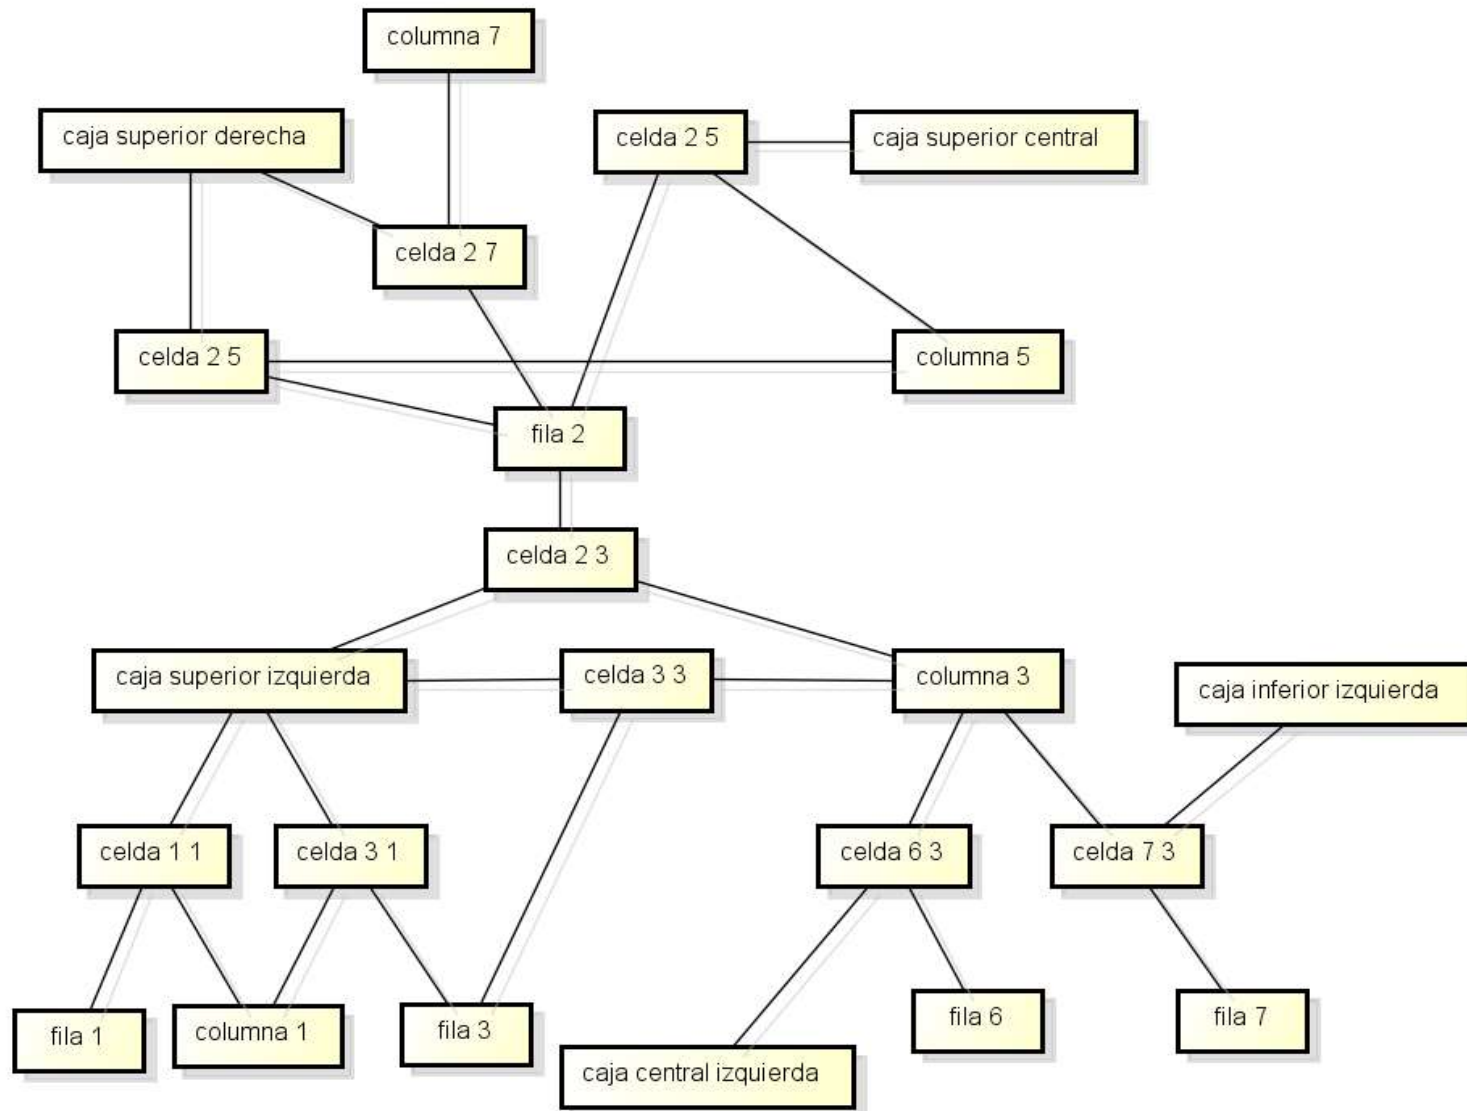 columna 7
caja superior derecha
celda 2 5
caja superior central
celda 2 7
celda 2 5
columna 5
fila 2
celda 2 3
caja superior izquierda
celda 3 3
columna 3
caja inferior izquierda
celda 1 1
celda 3 1
celda 6 3
celda 7 3
fila 1
columna 1
fila 3
fila 6
fila 7
caja central izquierda